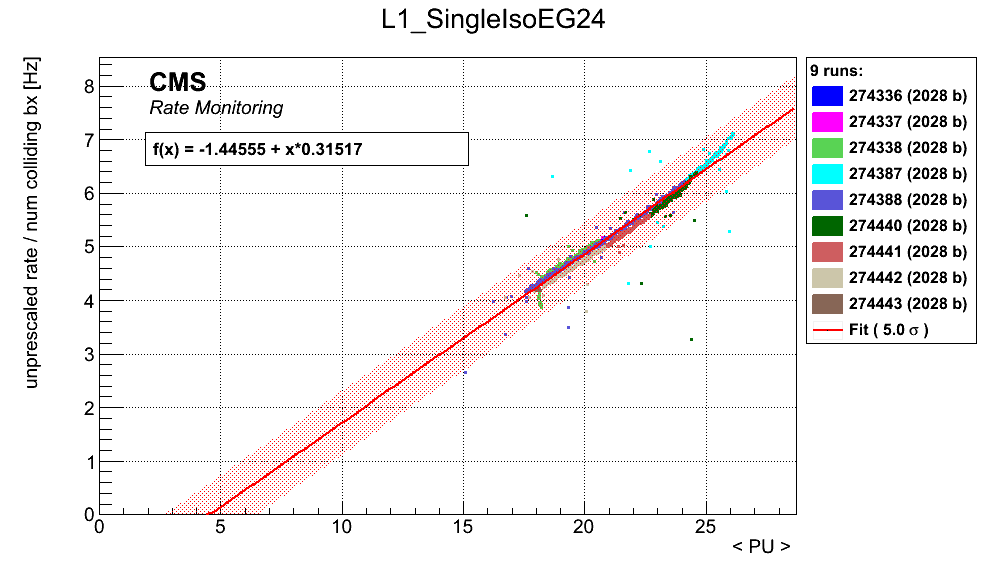 L1_SingleIsoEG24
unprescaled rate / num colliding bx [Hz]
CMS
Rate Monitoring
f(x) = -1.44555 + x*0.31517
8
7
6
5
4
3
2
1
0
0 5 10 15 20 25
< PU >
9 runs:
274336 (2028 b)
274337 (2028 b)
274338 (2028 b)
274387 (2028 b)
274388 (2028 b)
274440 (2028 b)
274441 (2028 b)
274442 (2028 b)
274443 (2028 b)
Fit ( 5.0 σ )